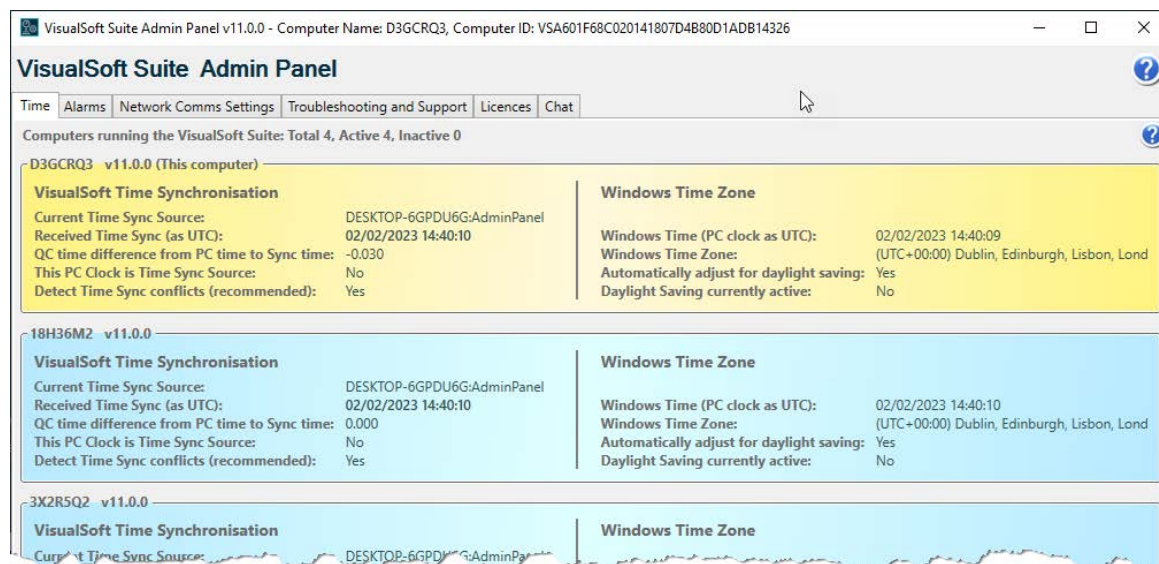 VisualSoft Suite Admin Panel v11.0.0 - Computer Name: D3GCRQ3, Computer ID: VSA601F68C020141807D4B80D1ADB14326
VisualSoft Suite Admin Panel
Time Alarms Network Comms Settings Troubleshooting and Support Licences Chat
Computers running the VisualSoft Suite: Total 4, Active 4, Inactive 0
D3GCRQ3 v11.0.0 (This computer)
VisualSoft Time Synchronisation
Current Time Sync Source: DESKTOP-6GPDU6G:AdminPanel
Received Time Sync (as UTC): 02/02/2023 14:40:10
QC time difference from PC time to Sync time: -0.030
This PC Clock is Time Sync Source: No
Detect Time Sync conflicts (recommended): Yes
Windows Time Zone
Windows Time (PC clock as UTC): 02/02/2023 14:40:09
Windows Time Zone: (UTC+00:00) Dublin, Edinburgh, Lisbon, Lond
Automatically adjust for daylight saving: Yes
Daylight Saving currently active: No
18H36M2 v11.0.0
VisualSoft Time Synchronisation
Current Time Sync Source: DESKTOP-6GPDU6G:AdminPanel
Received Time Sync (as UTC): 02/02/2023 14:40:10
QC time difference from PC time to Sync time: 0.000
This PC Clock is Time Sync Source: No
Detect Time Sync conflicts (recommended): Yes
Windows Time Zone
Windows Time (PC clock as UTC): 02/02/2023 14:40:10
Windows Time Zone: (UTC+00:00) Dublin, Edinburgh, Lisbon, Lond
Automatically adjust for daylight saving: Yes
Daylight Saving currently active: No
3X2R5Q2 v11.0.0
VisualSoft Time Synchronisation
Windows Time Zone
Current Time Sync Source: